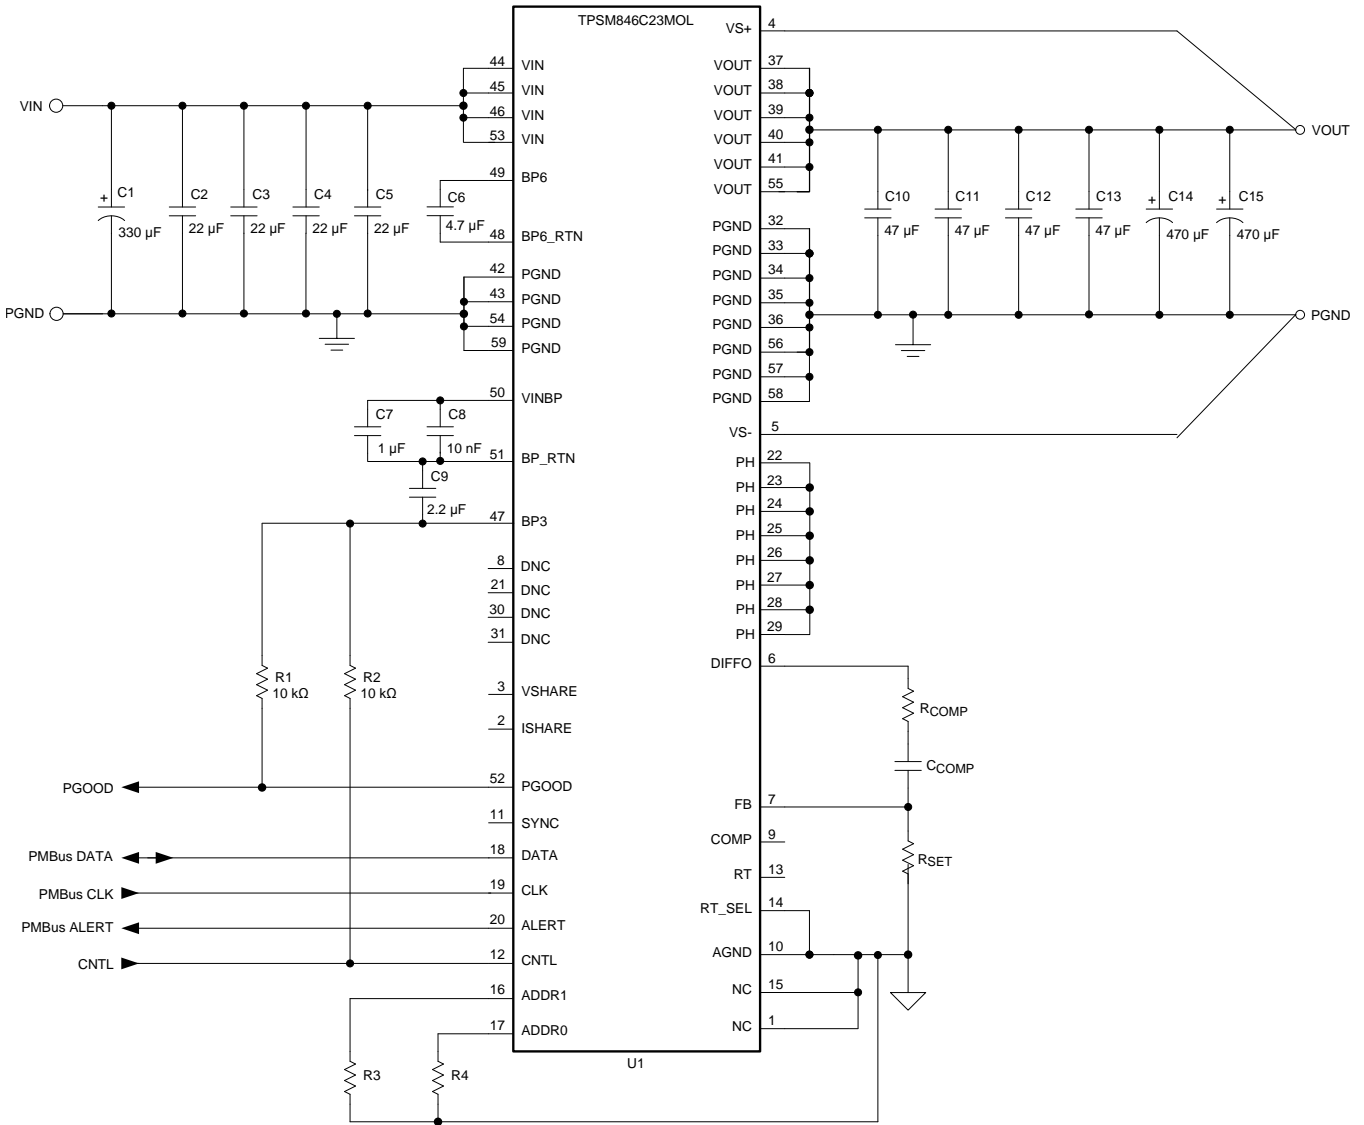 TPSM846C23MOL
VS+ 4
44 VIN
45 VIN
46 VIN
53 VIN
VIN
VOUT 37
VOUT 38
VOUT 39
VOUT 40
VOUT 41
VOUT 55
VOUT
49 BP6
C6
4.7 µF
48 BP6_RTN
C1
330 µF
C2
22 µF
C3
22 µF
C4
22 µF
C5
22 µF
C10
47 µF
C11
47 µF
C12
47 µF
C13
47 µF
C14
470 µF
C15
470 µF
+
+
+
42 PGND
43 PGND
54 PGND
59 PGND
PGND
PGND 32
PGND 33
PGND 34
PGND 35
PGND 36
PGND 56
PGND 57
PGND 58
PGND
50 VINBP
C7
1 µF
C8
10 nF
51 BP_RTN
C9
2.2 µF
47 BP3
VS- 5
PH 22
PH 23
PH 24
PH 25
PH 26
PH 27
PH 28
PH 29
8 DNC
21 DNC
30 DNC
31 DNC
R1
10 kΩ
R2
10 kΩ
3 VSHARE
2 ISHARE
DIFFO 6
RCOMP
CCOMP
PGOOD
52 PGOOD
FB 7
11 SYNC
COMP 9
PMBus DATA
18 DATA
RSET
RT 13
PMBus CLK
19 CLK
RT_SEL 14
PMBus ALERT
20 ALERT
AGND 10
CNTL
12 CNTL
NC 15
16 ADDR1
NC 1
17 ADDR0
U1
R3
R4